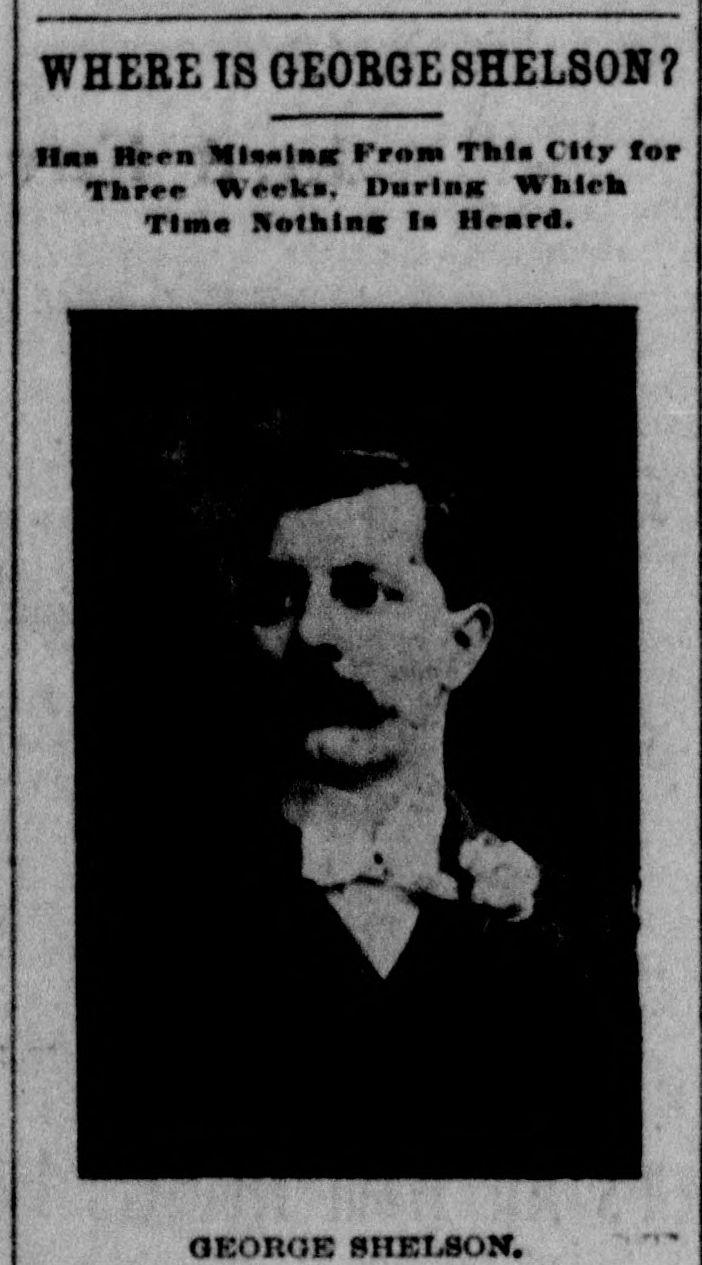 WHERE IS GEORGE SHELSON?
Has Been Missing From This City for
Three Weeks, During Which
Time Nothing Is Heard.
GEORGE SHELSON.